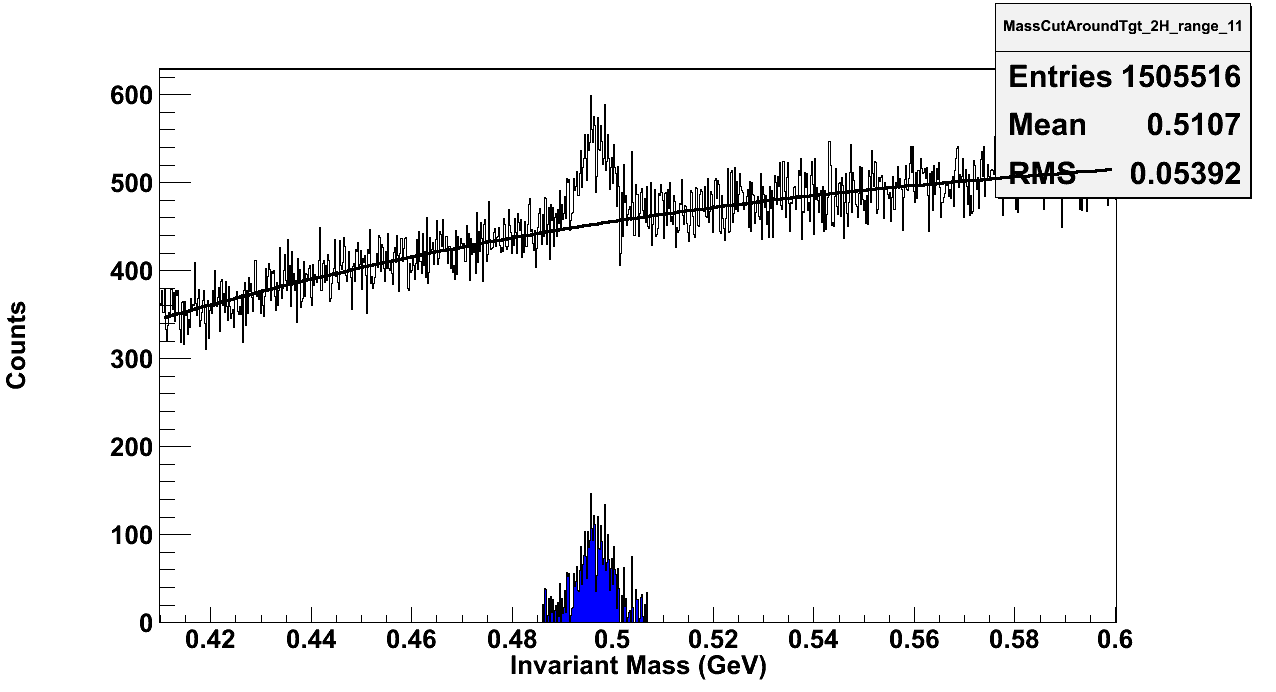 MassCutAroundTgt_2H_range_11
Entries 1505516
Mean 0.5107
RMS 0.05392
600
500
400
300
200
100
0
Counts
0.42 0.44 0.46 0.48 0.5 0.52 0.54 0.56 0.58 0.6
Invariant Mass (GeV)